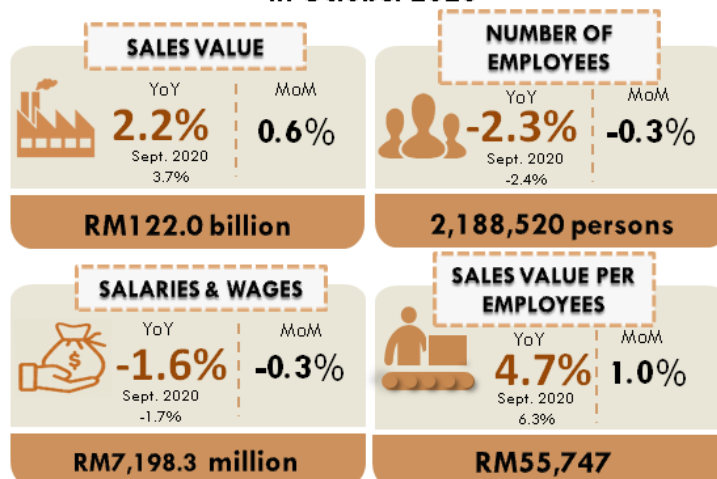 SALES VALUE
YoY
MoM
2.2%
0.6%
Sept. 2020
3.7%
RM122.0 billion
NUMBER OF
EMPLOYEES
YoY
MoM
-2.3%
-0.3%
Sept. 2020
-2.4%
2,188,520 persons
SALARIES & WAGES
YoY
MoM
$
-1.6%
-0.3%
Sept. 2020
-1.7%
RM7,198.3 million
SALES VALUE PER
EMPLOYEES
YoY
MoM
4.7%
1.0%
Sept. 2020
6.3%
RM55,747